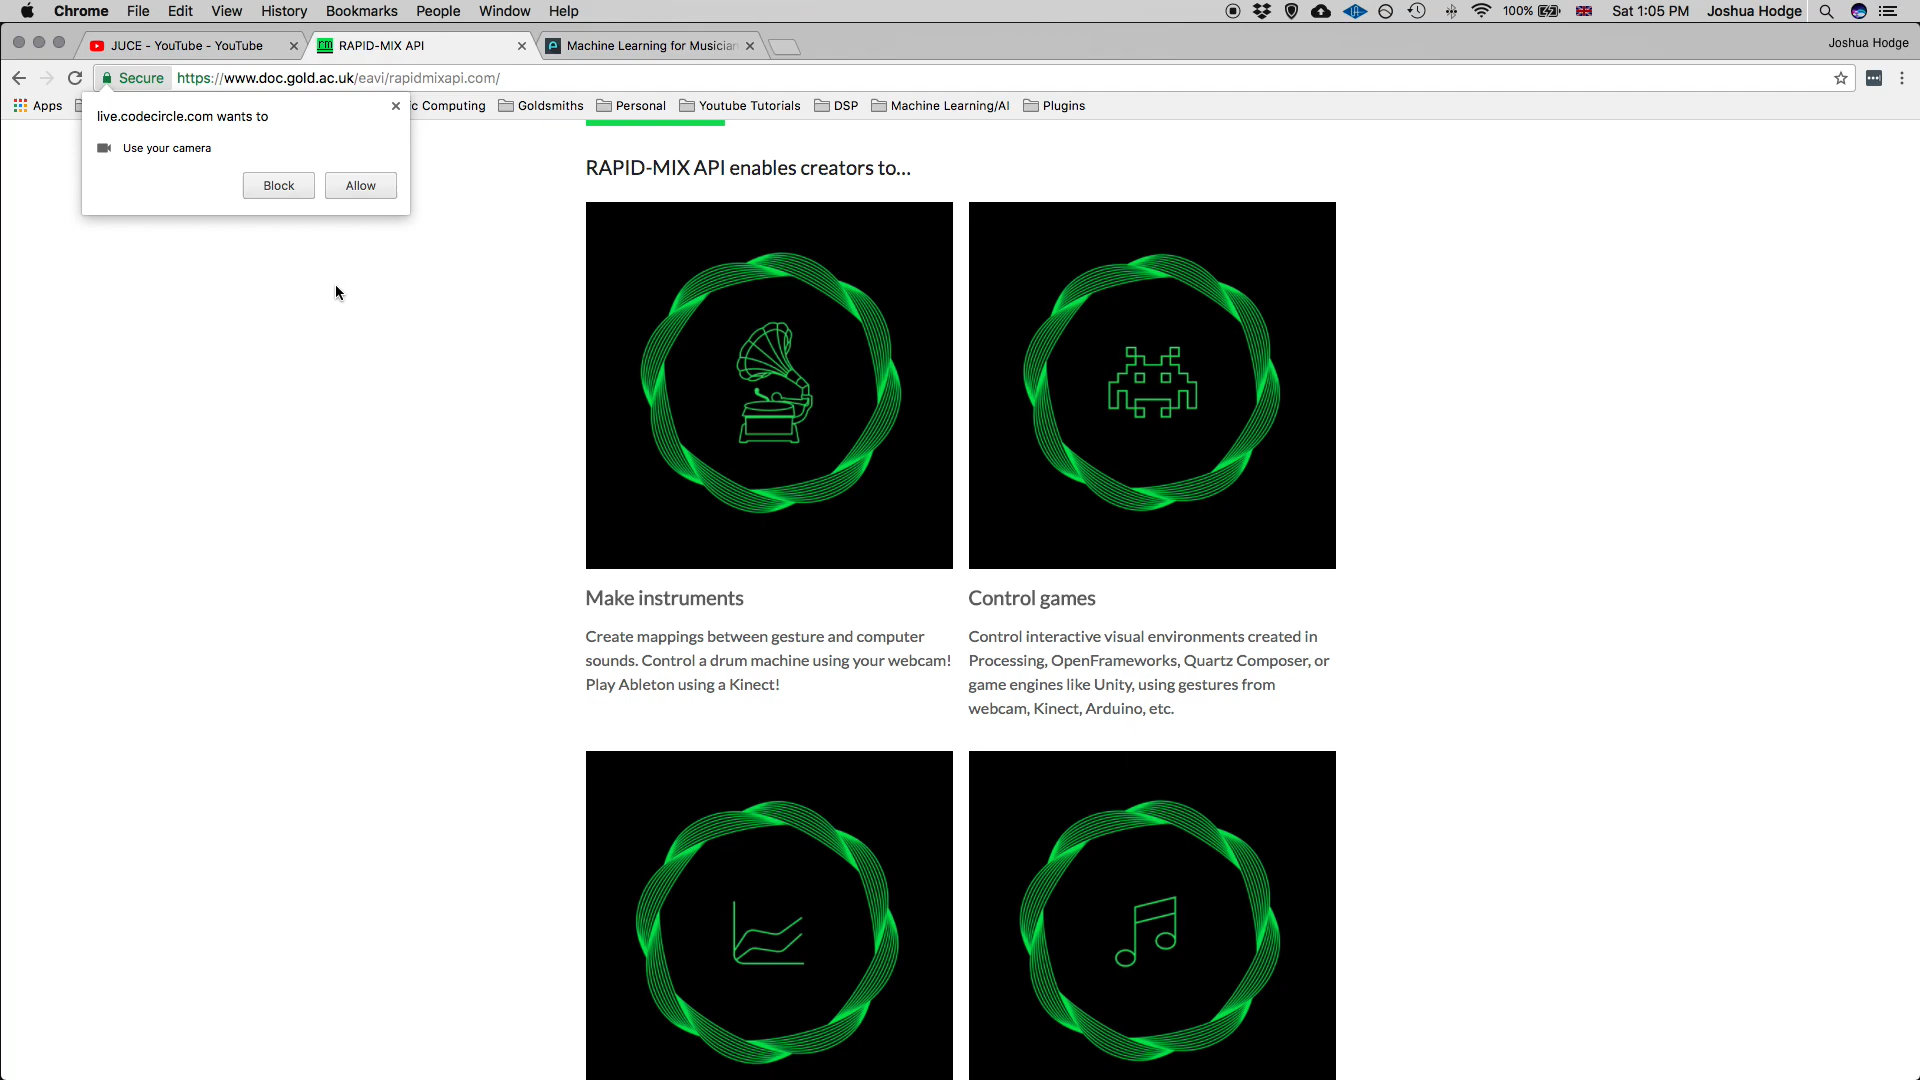 Chrome File Edit View History Bookmarks People Window Help 100% Sat 1:05 PM Joshua Hodge
JUCE - YouTube - YouTube
rm RAPID-MIX API
Machine Learning for Musician
Joshua Hodge
Secure https://www.doc.gold.ac.uk/eavi/rapidmixapi.com/
Apps c Computing Goldsmiths Personal Youtube Tutorials DSP Machine Learning/AI Plugins
live.codecircle.com wants to
Use your camera
Block Allow
RAPID-MIX API enables creators to...
Make instruments
Create mappings between gesture and computer
sounds. Control a drum machine using your webcam!
Play Ableton using a Kinect!
Control games
Control interactive visual environments created in
Processing, OpenFrameworks, Quartz Composer, or
game engines like Unity, using gestures from
webcam, Kinect, Arduino, etc.